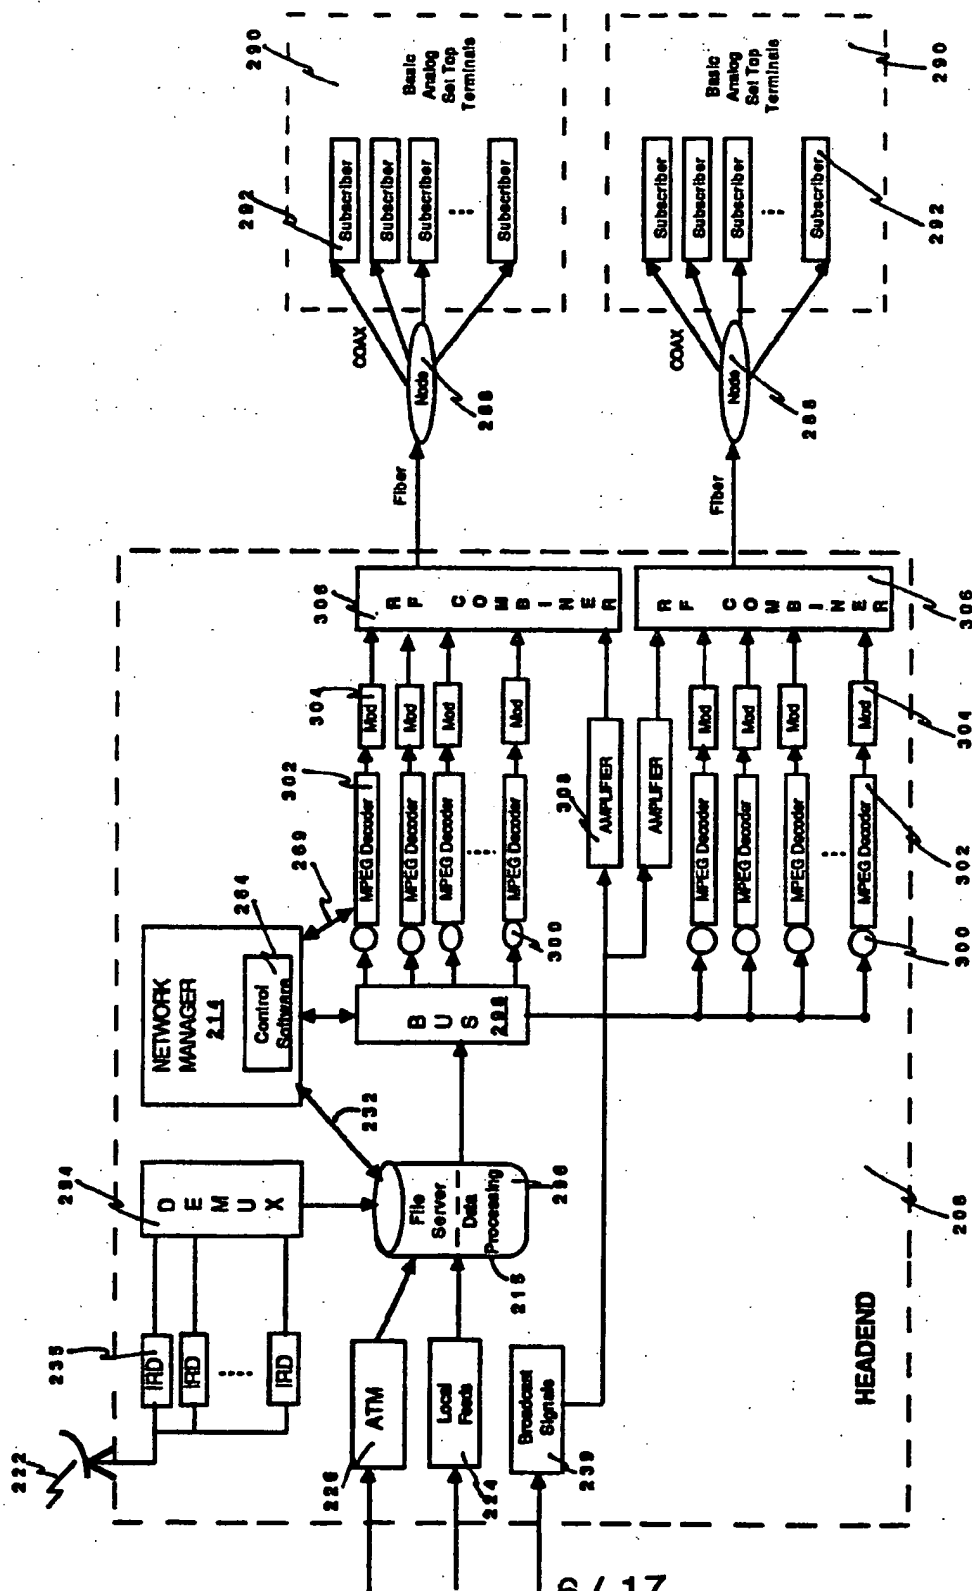 222
235
IRD
IRD
IRD
294
DEMUX
NETWORK
MANAGER
214
264
Control
Software
269
232
226
ATM
224
Local
Feeds
239
Broadcast
Signals
File
Server
Data
Processing
215
296
BUS
298
302
MPEG Decoder
MPEG Decoder
MPEG Decoder
MPEG Decoder
300
304
Mod
Mod
Mod
Mod
306
RF COMBINER
308
AMPLIFIER
AMPLIFIER
MPEG Decoder
MPEG Decoder
MPEG Decoder
MPEG Decoder
302
300
Mod
Mod
Mod
Mod
304
RF COMBINER
306
HEADEND
208
Fiber
Node
288
COAX
292
Subscriber
Subscriber
Subscriber
Subscriber
290
Basic
Analog
Set Top
Terminals
Fiber
Node
288
COAX
Subscriber
Subscriber
Subscriber
Subscriber
292
Basic
Analog
Set Top
Terminals
290
/ 17